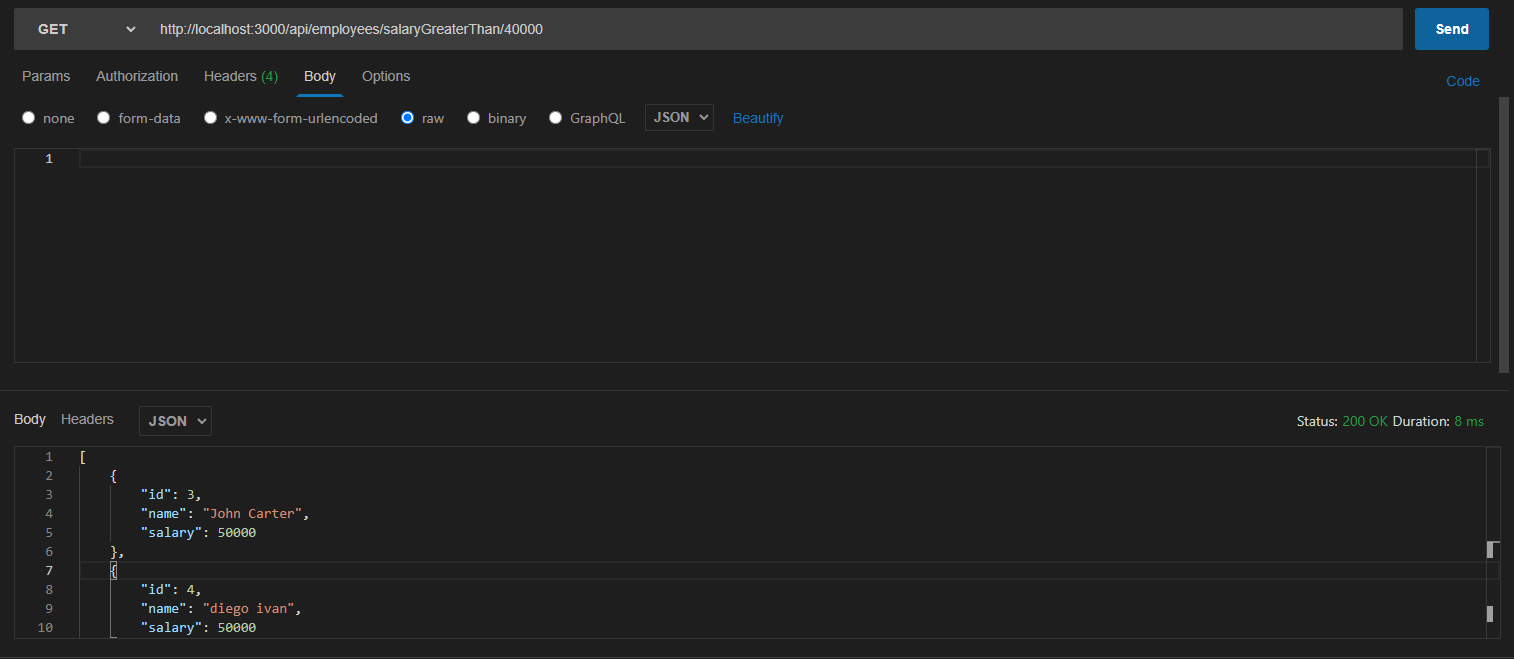 GET http://localhost:3000/api/employees/salaryGreaterThan/40000 Send
Params Authorization Headers (4) Body Options Code
none form-data x-www-form-urlencoded raw binary GraphQL JSON Beautify
1
Body Headers JSON Status: 200 OK Duration: 8 ms
1 [
2 {
3 "id": 3,
4 "name": "John Carter",
5 "salary": 50000
6 },
7 {
8 "id": 4,
9 "name": "diego ivan",
10 "salary": 50000